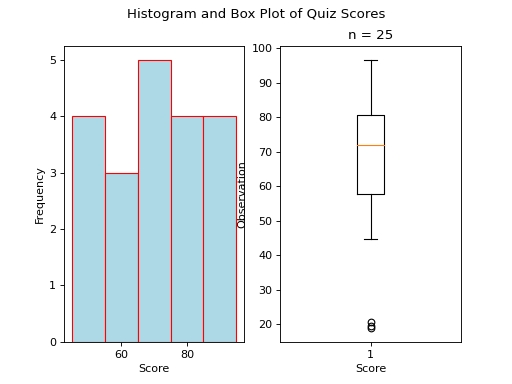 Histogram and Box Plot of Quiz Scores
Frequency
5
4
3
2
1
0
60 80
Score
n = 25
Observation
100
90
80
70
60
50
40
30
20
1
Score